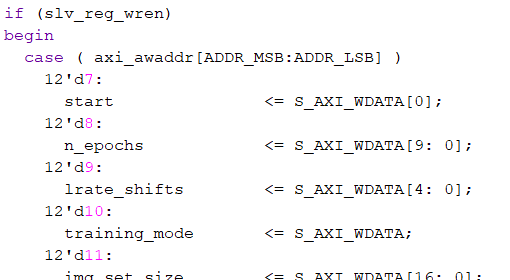 if (slv_reg_wren)
begin
  case ( axi_awaddr[ADDR_MSB:ADDR_LSB] )
    12'd7:
      start               <= S_AXI_WDATA[0];
    12'd8:
      n_epochs            <= S_AXI_WDATA[9: 0];
    12'd9:
      lrate_shifts        <= S_AXI_WDATA[4: 0];
    12'd10:
      training_mode       <= S_AXI_WDATA;
    12'd11:
      img_set_size        <= S_AXI_WDATA[16: 0];